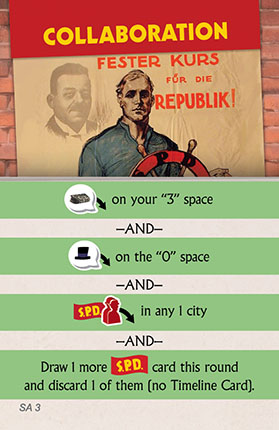 COLLABORATION
FESTER KURS
FÜR DIE
REPUBLIK!
S.P.D.
on your "3" space
—AND—
on the "0" space
—AND—
S.P.D. in any 1 city
—AND—
Draw 1 more S.P.D. card this round
and discard 1 of them (no Timeline Card).
SA 3